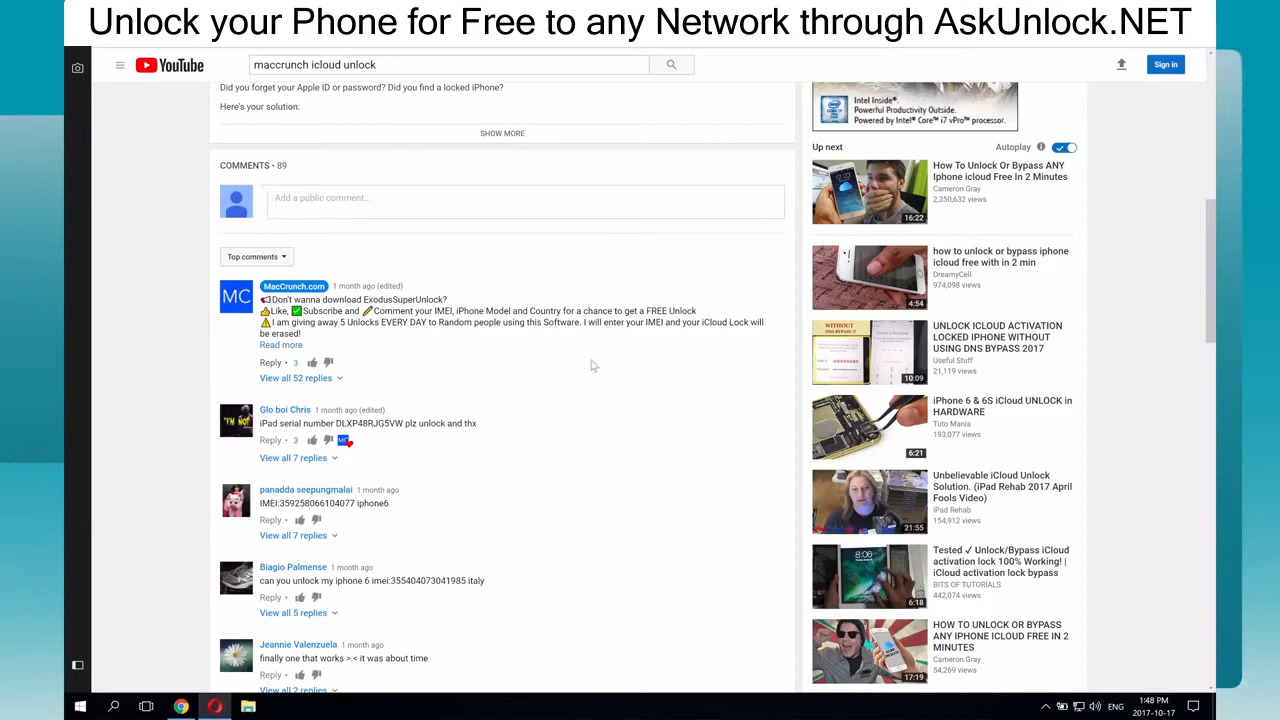 Unlock your Phone for Free to any Network through AskUnlock.NET
YouTube
maccrunch icloud unlock
Sign in
Did you forget your Apple ID or password? Did you find a locked iPhone?
Here's your solution:
SHOW MORE
Intel Inside®.
Powerful Productivity Outside.
Powered by Intel® Core™ i7 vPro™ processor.
COMMENTS • 89
Add a public comment...
Top comments
MC
MacCrunch.com 1 month ago (edited)
Don't wanna download ExodusSuperUnlock?
Like, Subscribe and Comment your IMEI, iPhone Model and Country for a chance to get a FREE Unlock
I am giving away 5 Unlocks EVERY DAY to Random people using this Software. I will enter your IMEI and your iCloud Lock will
be erased!
Read more
Reply • 3
View all 52 replies
Glo boi Chris 1 month ago (edited)
iPad serial number DLXP48RJG5VW plz unlock and thx
Reply • 3
View all 7 replies
panadda seepungmalai 1 month ago
IMEI:359258066104077 iphone6
Reply •
View all 7 replies
Biagio Palmense 1 month ago
can you unlock my iphone 6 imei:355404073041985 italy
Reply •
View all 5 replies
Jeannie Valenzuela 1 month ago
finally one that works >.< it was about time
Reply •
View all 2 replies
Up next
Autoplay
How To Unlock Or Bypass ANY
Iphone icloud Free In 2 Minutes
Cameron Gray
2,350,632 views
16:22
how to unlock or bypass iphone
icloud free with in 2 min
DreamyCell
974,098 views
4:54
UNLOCK ICLOUD ACTIVATION
LOCKED IPHONE WITHOUT
USING DNS BYPASS 2017
Useful Stuff
21,119 views
WITHOUT
10:09
iPhone 6 & 6S iCloud UNLOCK in
HARDWARE
Tuto Mania
193,077 views
6:21
Unbelievable iCloud Unlock
Solution. (iPad Rehab 2017 April
Fools Video)
iPad Rehab
154,912 views
21:55
Tested ✓ Unlock/Bypass iCloud
activation lock 100% Working! |
iCloud activation lock bypass
BITS OF TUTORIALS
442,074 views
8:06
6:18
HOW TO UNLOCK OR BYPASS
ANY IPHONE ICLOUD FREE IN 2
MINUTES
Cameron Gray
54,269 views
17:19
ENG
1:48 PM
2017-10-17